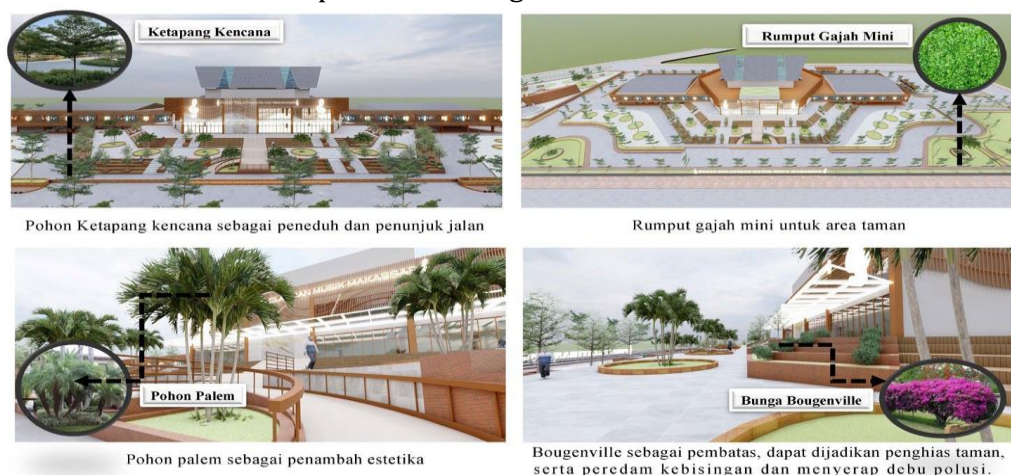 Ketapang Kencana
Rumput Gajah Mini
Pohon Ketapang kencana sebagai peneduh dan penunjuk jalan
Rumput gajah mini untuk area taman
MUSIK MAKASSAR
Pohon Palem
Bunga Bougenville
Pohon palem sebagai penambah estetika
Bougenville sebagai pembatas, dapat dijadikan penghias taman,
serta peredam kebisingan dan menyerap debu polusi.